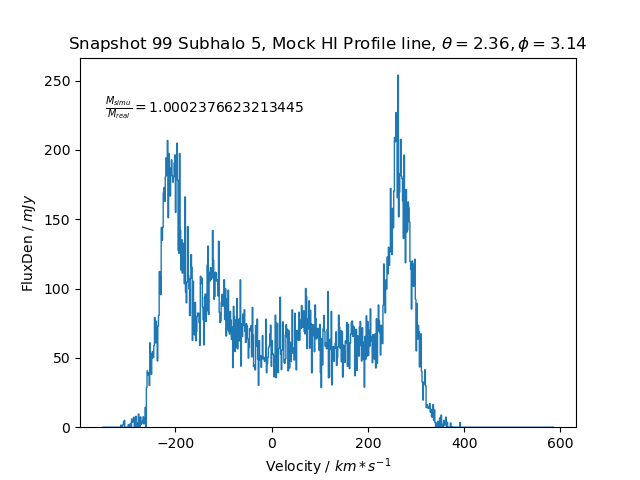 Snapshot 99 Subhalo 5, Mock HI Profile line, θ = 2.36, ϕ = 3.14
250
200
150
100
50
0
FluxDen / mJy
M_simu/M_real = 1.0002376623213445
−200
0
200
400
600
Velocity / km * s⁻¹